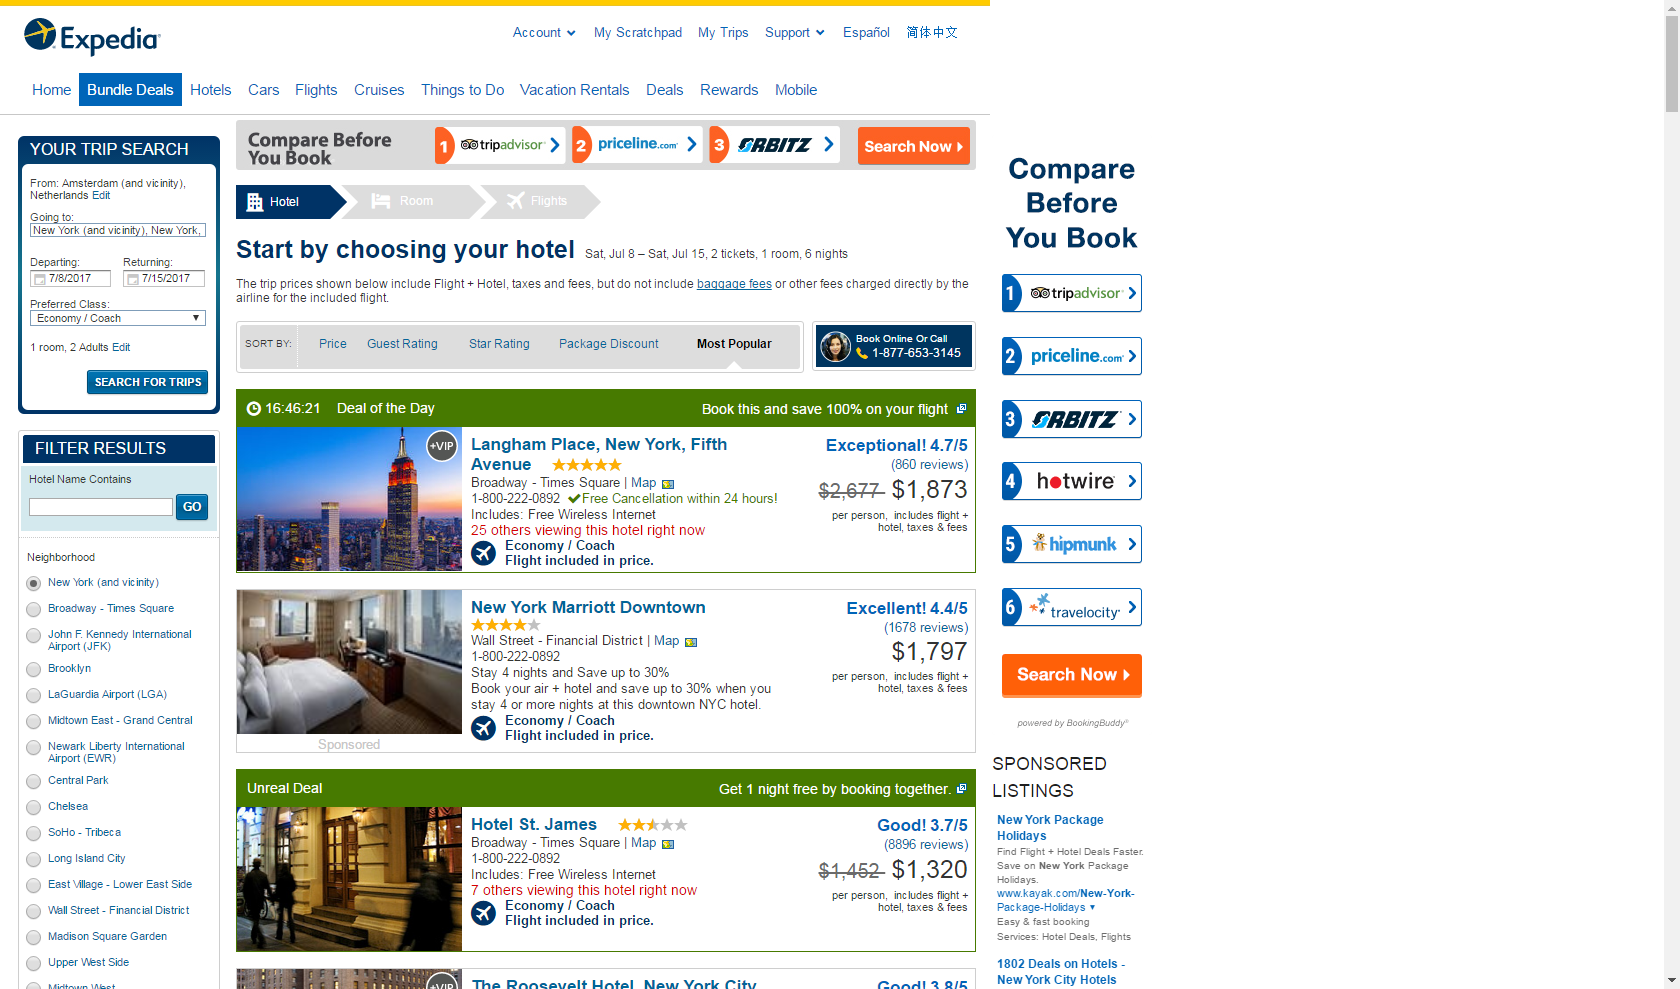 Expedia
Account
My Scratchpad
My Trips
Support
Español
简体中文
Home
Bundle Deals
Hotels
Cars
Flights
Cruises
Things to Do
Vacation Rentals
Deals
Rewards
Mobile
YOUR TRIP SEARCH
From: Amsterdam (and vicinity),
Netherlands Edit
Going to:
New York (and vicinity), New York,
Departing:
Returning:
7/8/2017
7/15/2017
Preferred Class:
Economy / Coach
1 room, 2 Adults Edit
SEARCH FOR TRIPS
FILTER RESULTS
Hotel Name Contains
GO
Neighborhood
New York (and vicinity)
Broadway - Times Square
John F. Kennedy International
Airport (JFK)
Brooklyn
LaGuardia Airport (LGA)
Midtown East - Grand Central
Newark Liberty International
Airport (EWR)
Central Park
Chelsea
SoHo - Tribeca
Long Island City
East Village - Lower East Side
Wall Street - Financial District
Madison Square Garden
Upper West Side
Midtown West
Compare Before
You Book
1 tripadvisor
2 priceline.com
3 ORBITZ
Search Now
Hotel
Room
Flights
Start by choosing your hotel Sat, Jul 8 – Sat, Jul 15, 2 tickets, 1 room, 6 nights
The trip prices shown below include Flight + Hotel, taxes and fees, but do not include baggage fees or other fees charged directly by the
airline for the included flight.
SORT BY:
Price
Guest Rating
Star Rating
Package Discount
Most Popular
Book Online Or Call
1-877-653-3145
16:46:21 Deal of the Day
Book this and save 100% on your flight
+VIP
Langham Place, New York, Fifth
Avenue
Broadway - Times Square | Map
1-800-222-0892 Free Cancellation within 24 hours!
Includes: Free Wireless Internet
25 others viewing this hotel right now
Economy / Coach
Flight included in price.
Exceptional! 4.7/5
(860 reviews)
$2,677 $1,873
per person, includes flight +
hotel, taxes & fees
Sponsored
New York Marriott Downtown
Wall Street - Financial District | Map
1-800-222-0892
Stay 4 nights and Save up to 30%
Book your air + hotel and save up to 30% when you
stay 4 or more nights at this downtown NYC hotel.
Economy / Coach
Flight included in price.
Excellent! 4.4/5
(1678 reviews)
$1,797
per person, includes flight +
hotel, taxes & fees
Unreal Deal
Get 1 night free by booking together.
Hotel St. James
Broadway - Times Square | Map
1-800-222-0892
Includes: Free Wireless Internet
7 others viewing this hotel right now
Economy / Coach
Flight included in price.
Good! 3.7/5
(8896 reviews)
$1,452 $1,320
per person, includes flight +
hotel, taxes & fees
+VIP
The Roosevelt Hotel, New York City
Good! 3.8/5
Compare
Before
You Book
1 tripadvisor
2 priceline.com
3 ORBITZ
4 hotwire
5 hipmunk
6 travelocity
Search Now
powered by BookingBuddy
SPONSORED
LISTINGS
New York Package
Holidays
Find Flight + Hotel Deals Faster.
Save on New York Package
Holidays.
www.kayak.com/New-York-
Package-Holidays
Easy & fast booking
Services: Hotel Deals, Flights
1802 Deals on Hotels -
New York City Hotels